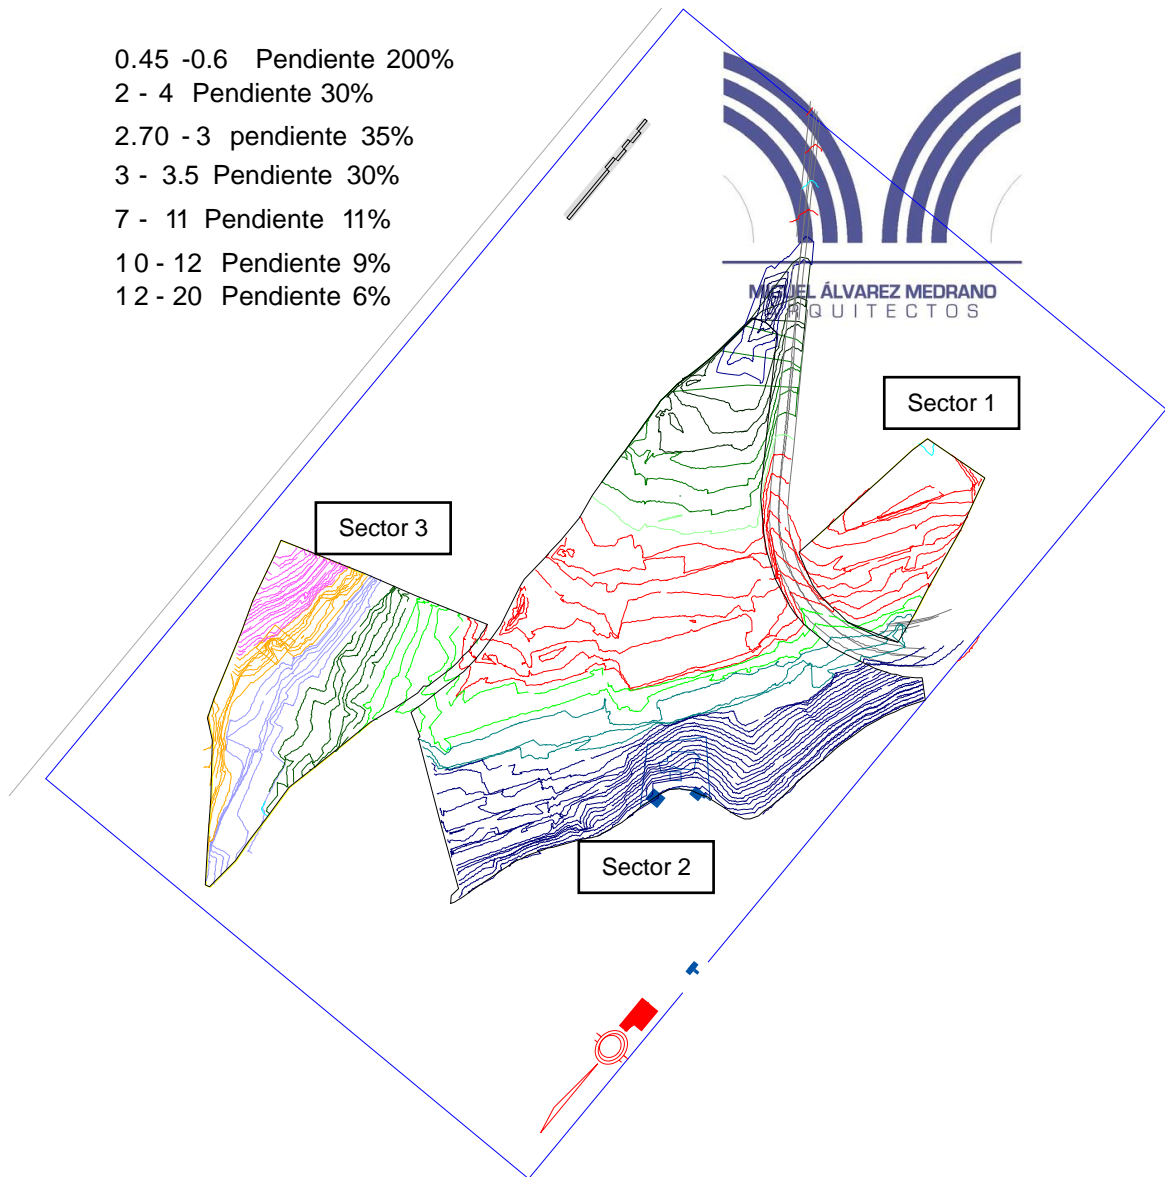 0.45 -0.6 Pendiente 200%
2 - 4 Pendiente 30%
2.70 - 3 pendiente 35%
3 - 3.5 Pendiente 30%
7 - 11 Pendiente 11%
10 - 12 Pendiente 9%
12 - 20 Pendiente 6%
MIGUEL ÁLVAREZ MEDRANO
ARQUITECTOS
Sector 1
Sector 3
Sector 2